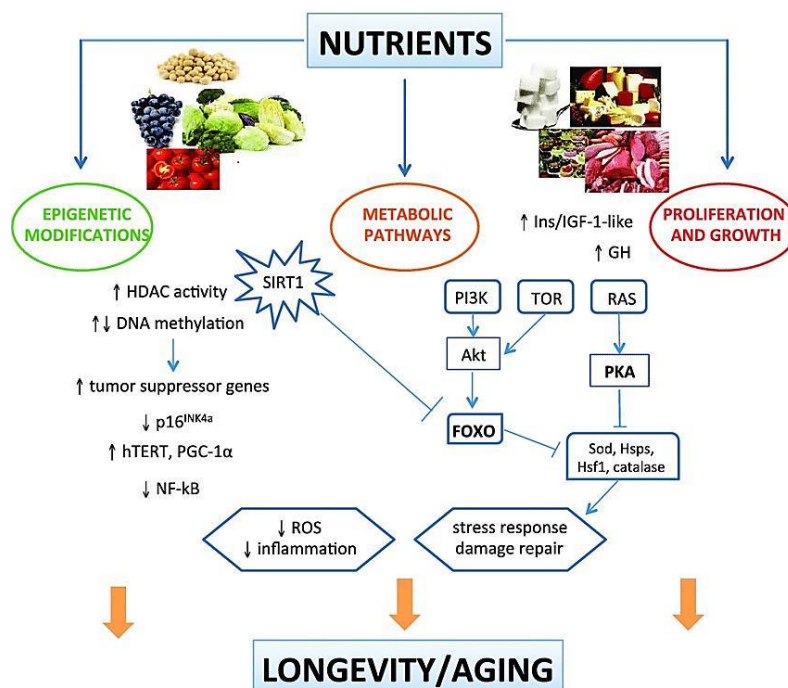 NUTRIENTS
EPIGENETIC
MODIFICATIONS
METABOLIC
PATHWAYS
↑ Ins/IGF-1-like
↑ GH
PROLIFERATION
AND GROWTH
SIRT1
↑ HDAC activity
↑↓ DNA methylation
↑ tumor suppressor genes
↓ p16ᴵᴺᴷ⁴ᵃ
↑ hTERT, PGC-1α
↓ NF-kB
PI3K
TOR
RAS
Akt
PKA
FOXO
Sod, Hsps,
Hsf1, catalase
↓ ROS
↓ inflammation
stress response
damage repair
LONGEVITY/AGING